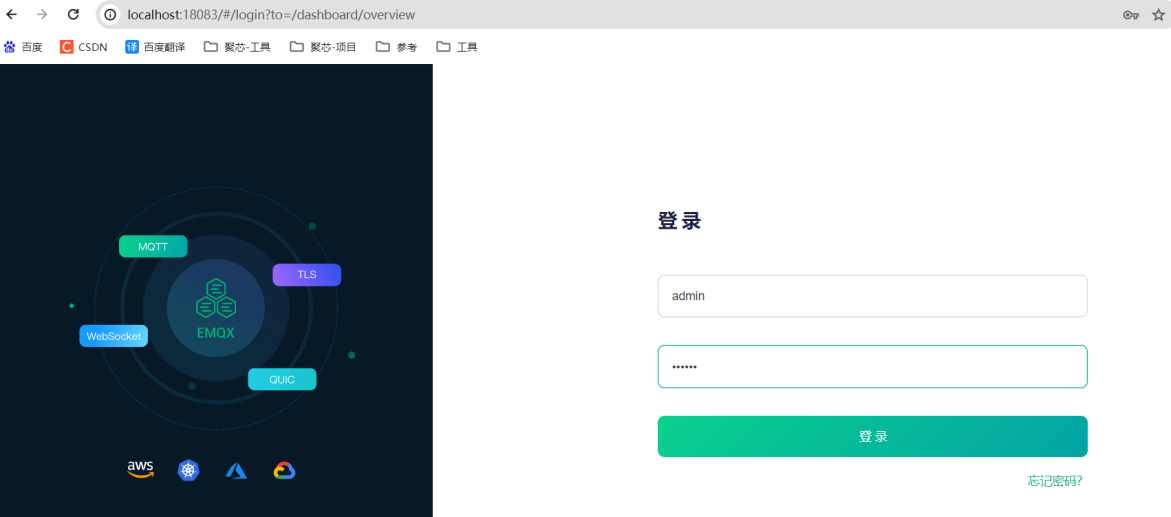 localhost:18083/#/login?to=/dashboard/overview
百度 CSDN 译 百度翻译 聚芯-工具 聚芯-项目 参考 工具
登录
MQTT
TLS
admin
EMQX
WebSocket
••••••
QUIC
登录
aws
忘记密码?